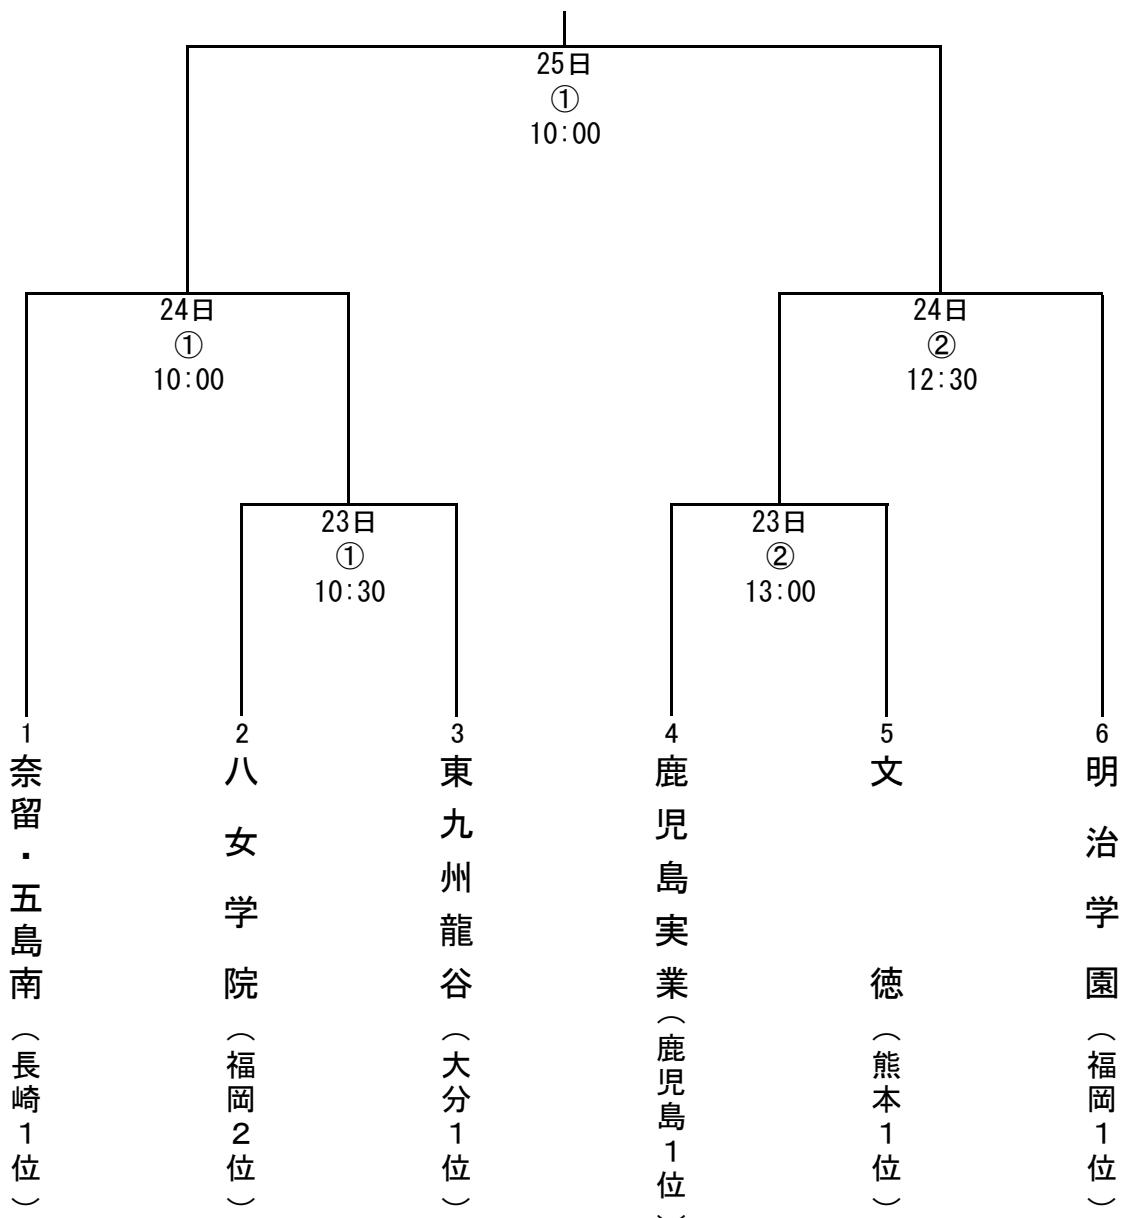 25日
①
10:00
24日
①
10:00
24日
②
12:30
23日
①
10:30
23日
②
13:00
1
奈留・五島南（長崎１位）
2
八女学院（福岡２位）
3
東九州龍谷（大分１位）
4
鹿児島実業（鹿児島１位）
5
文徳（熊本１位）
6
明治学園（福岡１位）